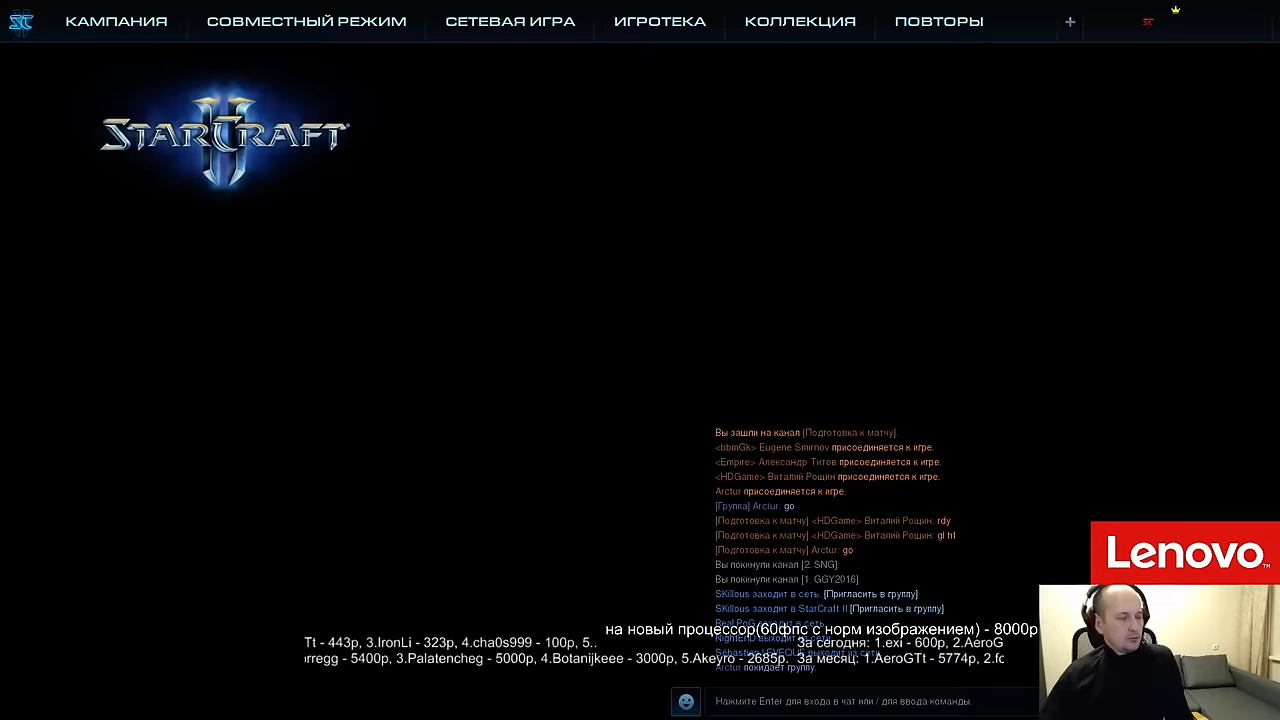 КАМПАНИЯ
СОВМЕСТНЫЙ РЕЖИМ
СЕТЕВАЯ ИГРА
ИГРОТЕКА
КОЛЛЕКЦИЯ
ПОВТОРЫ
STARCRAFT II
Вы зашли на канал [Подготовка к матчу].
<bbmGk> Eugene Smirnov присоединяется к игре.
<Empire> Александр Титов присоединяется к игре.
<HDGame> Виталий Рощин присоединяется к игре.
Arctur присоединяется к игре.
[Группа] Arctur: go
[Подготовка к матчу] <HDGame> Виталий Рощин: rdy
[Подготовка к матчу] <HDGame> Виталий Рощин: gl hf
[Подготовка к матчу] Arctur: go
Вы покинули канал [2. SNG].
Вы покинули канал [1. GGY2016].
SKillous заходит в сеть. [Пригласить в группу]
SKillous заходит в StarCraft II [Пригласить в группу]
на новый процессор(60фпс с норм изображением) - 8000р
Tt - 443р, 3.IronLi - 323р, 4.cha0s999 - 100р, 5..
За сегодня: 1.exi - 600р, 2.AeroG
rregg - 5400р, 3.Palatencheg - 5000р, 4.Botanijkeee - 3000р, 5.Akeyro - 2685р. За месяц: 1.AeroGTt - 5774р, 2.fc
Arctur покидает группу.
Нажмите Enter для входа в чат или / для ввода команды.
Lenovo
TM